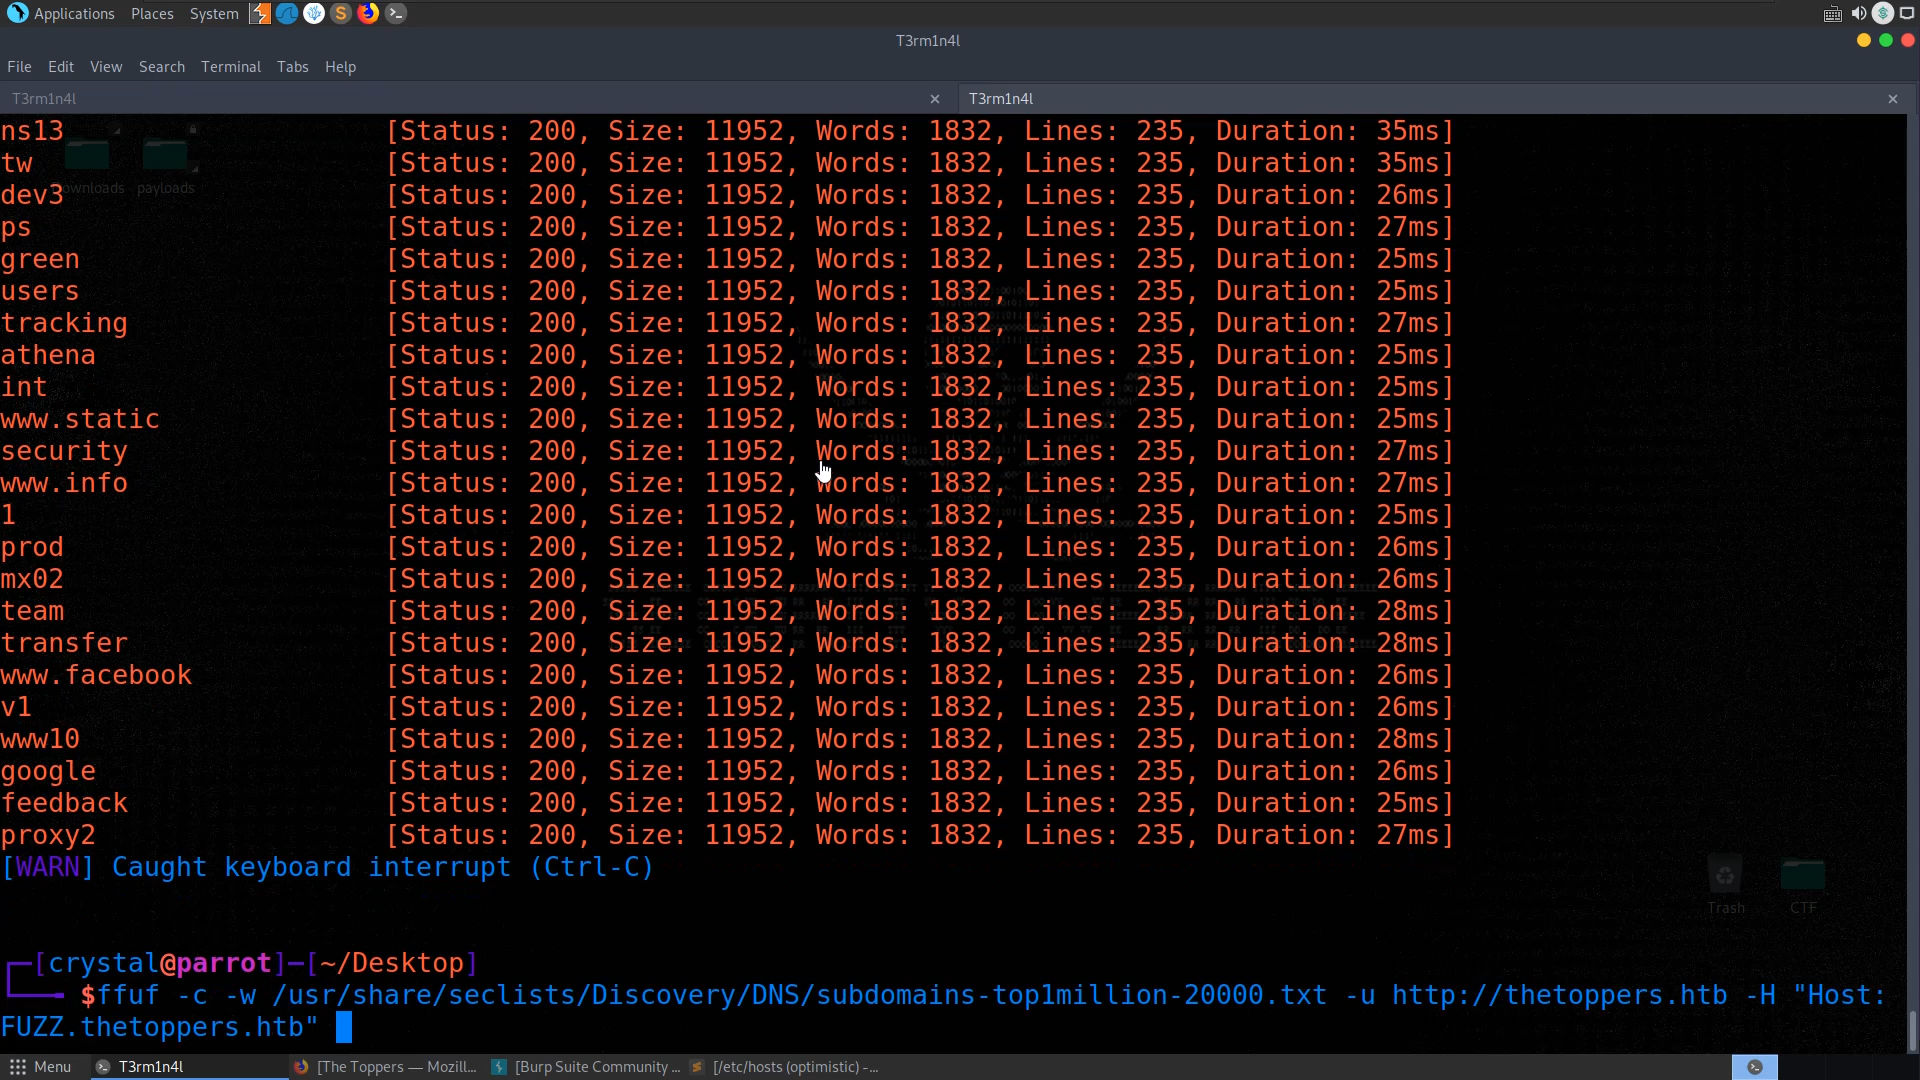 Applications Places System
T3rm1n4l
File Edit View Search Terminal Tabs Help
T3rm1n4l × T3rm1n4l ×
ns13 [Status: 200, Size: 11952, Words: 1832, Lines: 235, Duration: 35ms]
tw [Status: 200, Size: 11952, Words: 1832, Lines: 235, Duration: 35ms]
Downloads payloads
dev3 [Status: 200, Size: 11952, Words: 1832, Lines: 235, Duration: 26ms]
ps [Status: 200, Size: 11952, Words: 1832, Lines: 235, Duration: 27ms]
green [Status: 200, Size: 11952, Words: 1832, Lines: 235, Duration: 25ms]
users [Status: 200, Size: 11952, Words: 1832, Lines: 235, Duration: 25ms]
tracking [Status: 200, Size: 11952, Words: 1832, Lines: 235, Duration: 27ms]
athena [Status: 200, Size: 11952, Words: 1832, Lines: 235, Duration: 25ms]
int [Status: 200, Size: 11952, Words: 1832, Lines: 235, Duration: 25ms]
www.static [Status: 200, Size: 11952, Words: 1832, Lines: 235, Duration: 25ms]
security [Status: 200, Size: 11952, Words: 1832, Lines: 235, Duration: 27ms]
www.info [Status: 200, Size: 11952, Words: 1832, Lines: 235, Duration: 27ms]
1 [Status: 200, Size: 11952, Words: 1832, Lines: 235, Duration: 25ms]
prod [Status: 200, Size: 11952, Words: 1832, Lines: 235, Duration: 26ms]
mx02 [Status: 200, Size: 11952, Words: 1832, Lines: 235, Duration: 26ms]
team [Status: 200, Size: 11952, Words: 1832, Lines: 235, Duration: 28ms]
transfer [Status: 200, Size: 11952, Words: 1832, Lines: 235, Duration: 28ms]
www.facebook [Status: 200, Size: 11952, Words: 1832, Lines: 235, Duration: 26ms]
v1 [Status: 200, Size: 11952, Words: 1832, Lines: 235, Duration: 26ms]
www10 [Status: 200, Size: 11952, Words: 1832, Lines: 235, Duration: 28ms]
google [Status: 200, Size: 11952, Words: 1832, Lines: 235, Duration: 26ms]
feedback [Status: 200, Size: 11952, Words: 1832, Lines: 235, Duration: 25ms]
proxy2 [Status: 200, Size: 11952, Words: 1832, Lines: 235, Duration: 27ms]
[WARN] Caught keyboard interrupt (Ctrl-C)
Trash CTF
┌─[crystal@parrot]─[~/Desktop]
└──╼ $ffuf -c -w /usr/share/seclists/Discovery/DNS/subdomains-top1million-20000.txt -u http://thetoppers.htb -H "Host:
FUZZ.thetoppers.htb"
Menu T3rm1n4l [The Toppers — Mozill... [Burp Suite Community ... [/etc/hosts (optimistic) -...